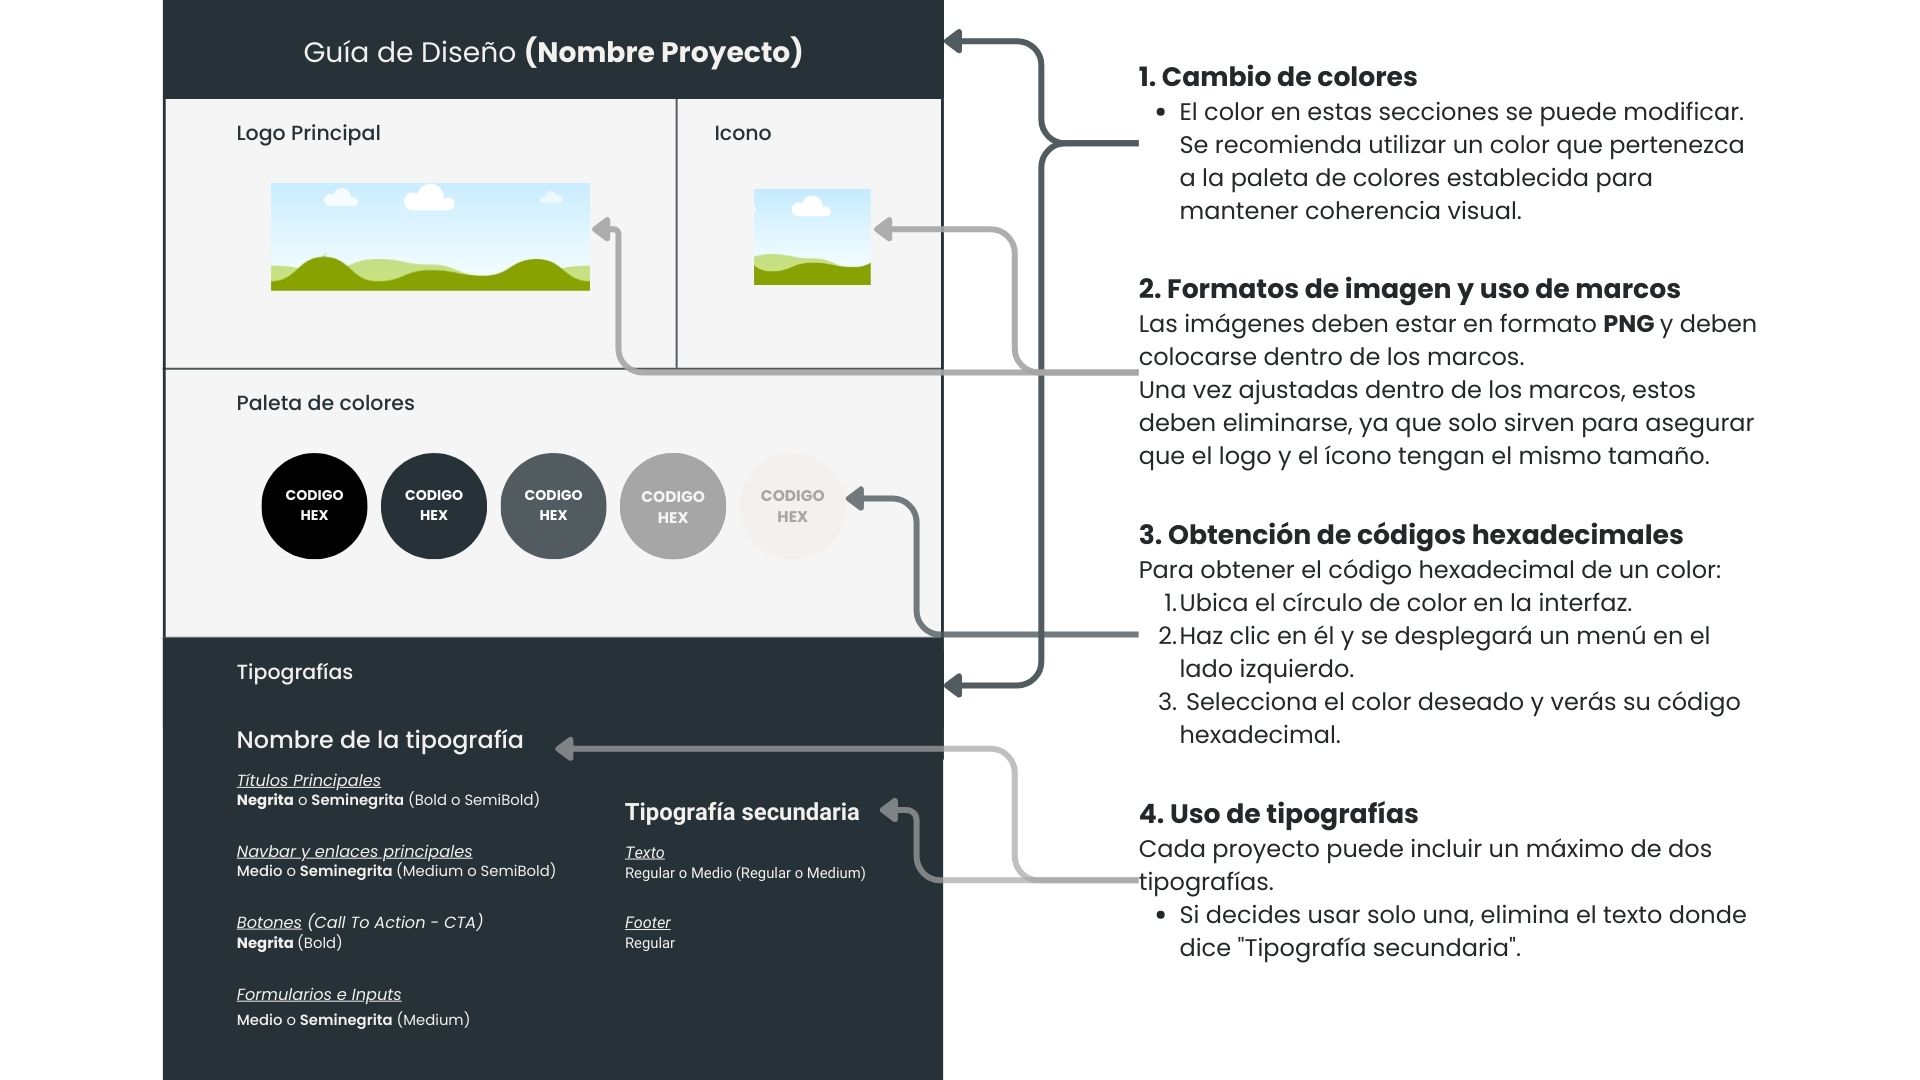 Guía de Diseño (Nombre Proyecto)
Logo Principal
Icono
Paleta de colores
CODIGO
HEX
CODIGO
HEX
CODIGO
HEX
CODIGO
HEX
CODIGO
HEX
Tipografías
Nombre de la tipografía
Títulos Principales
Negrita o Seminegrita (Bold o SemiBold)
Navbar y enlaces principales
Medio o Seminegrita (Medium o SemiBold)
Botones (Call To Action - CTA)
Negrita (Bold)
Formularios e Inputs
Medio o Seminegrita (Medium)
Tipografía secundaria
Texto
Regular o Medio (Regular o Medium)
Footer
Regular
1. Cambio de colores
• El color en estas secciones se puede modificar.
Se recomienda utilizar un color que pertenezca
a la paleta de colores establecida para
mantener coherencia visual.
2. Formatos de imagen y uso de marcos
Las imágenes deben estar en formato PNG y deben
colocarse dentro de los marcos.
Una vez ajustadas dentro de los marcos, estos
deben eliminarse, ya que solo sirven para asegurar
que el logo y el ícono tengan el mismo tamaño.
3. Obtención de códigos hexadecimales
Para obtener el código hexadecimal de un color:
1. Ubica el círculo de color en la interfaz.
2. Haz clic en él y se desplegará un menú en el
lado izquierdo.
3. Selecciona el color deseado y verás su código
hexadecimal.
4. Uso de tipografías
Cada proyecto puede incluir un máximo de dos
tipografías.
• Si decides usar solo una, elimina el texto donde
dice "Tipografía secundaria".